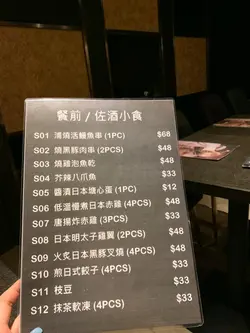 餐前 / 佐酒小食
S01 蒲燒活鰻魚串 (1PC) $68
S02 燒黑豚肉串 (2PCS) $48
S03 燒雞泡魚乾 $48
S04 芥辣八爪魚 $33
S05 醬漬日本糖心蛋 (1PC) $12
S06 低溫慢煮日本赤雞 (4PCS) $48
S07 唐揚炸赤雞 (3PCS) $33
S08 日本明太子雞翼 (2PCS) $48
S09 火炙日本黑豚叉燒 (4PCS) $48
S10 煎日式餃子 (4PCS) $33
S11 枝豆 $33
S12 抹茶軟凍 (4PCS) $33